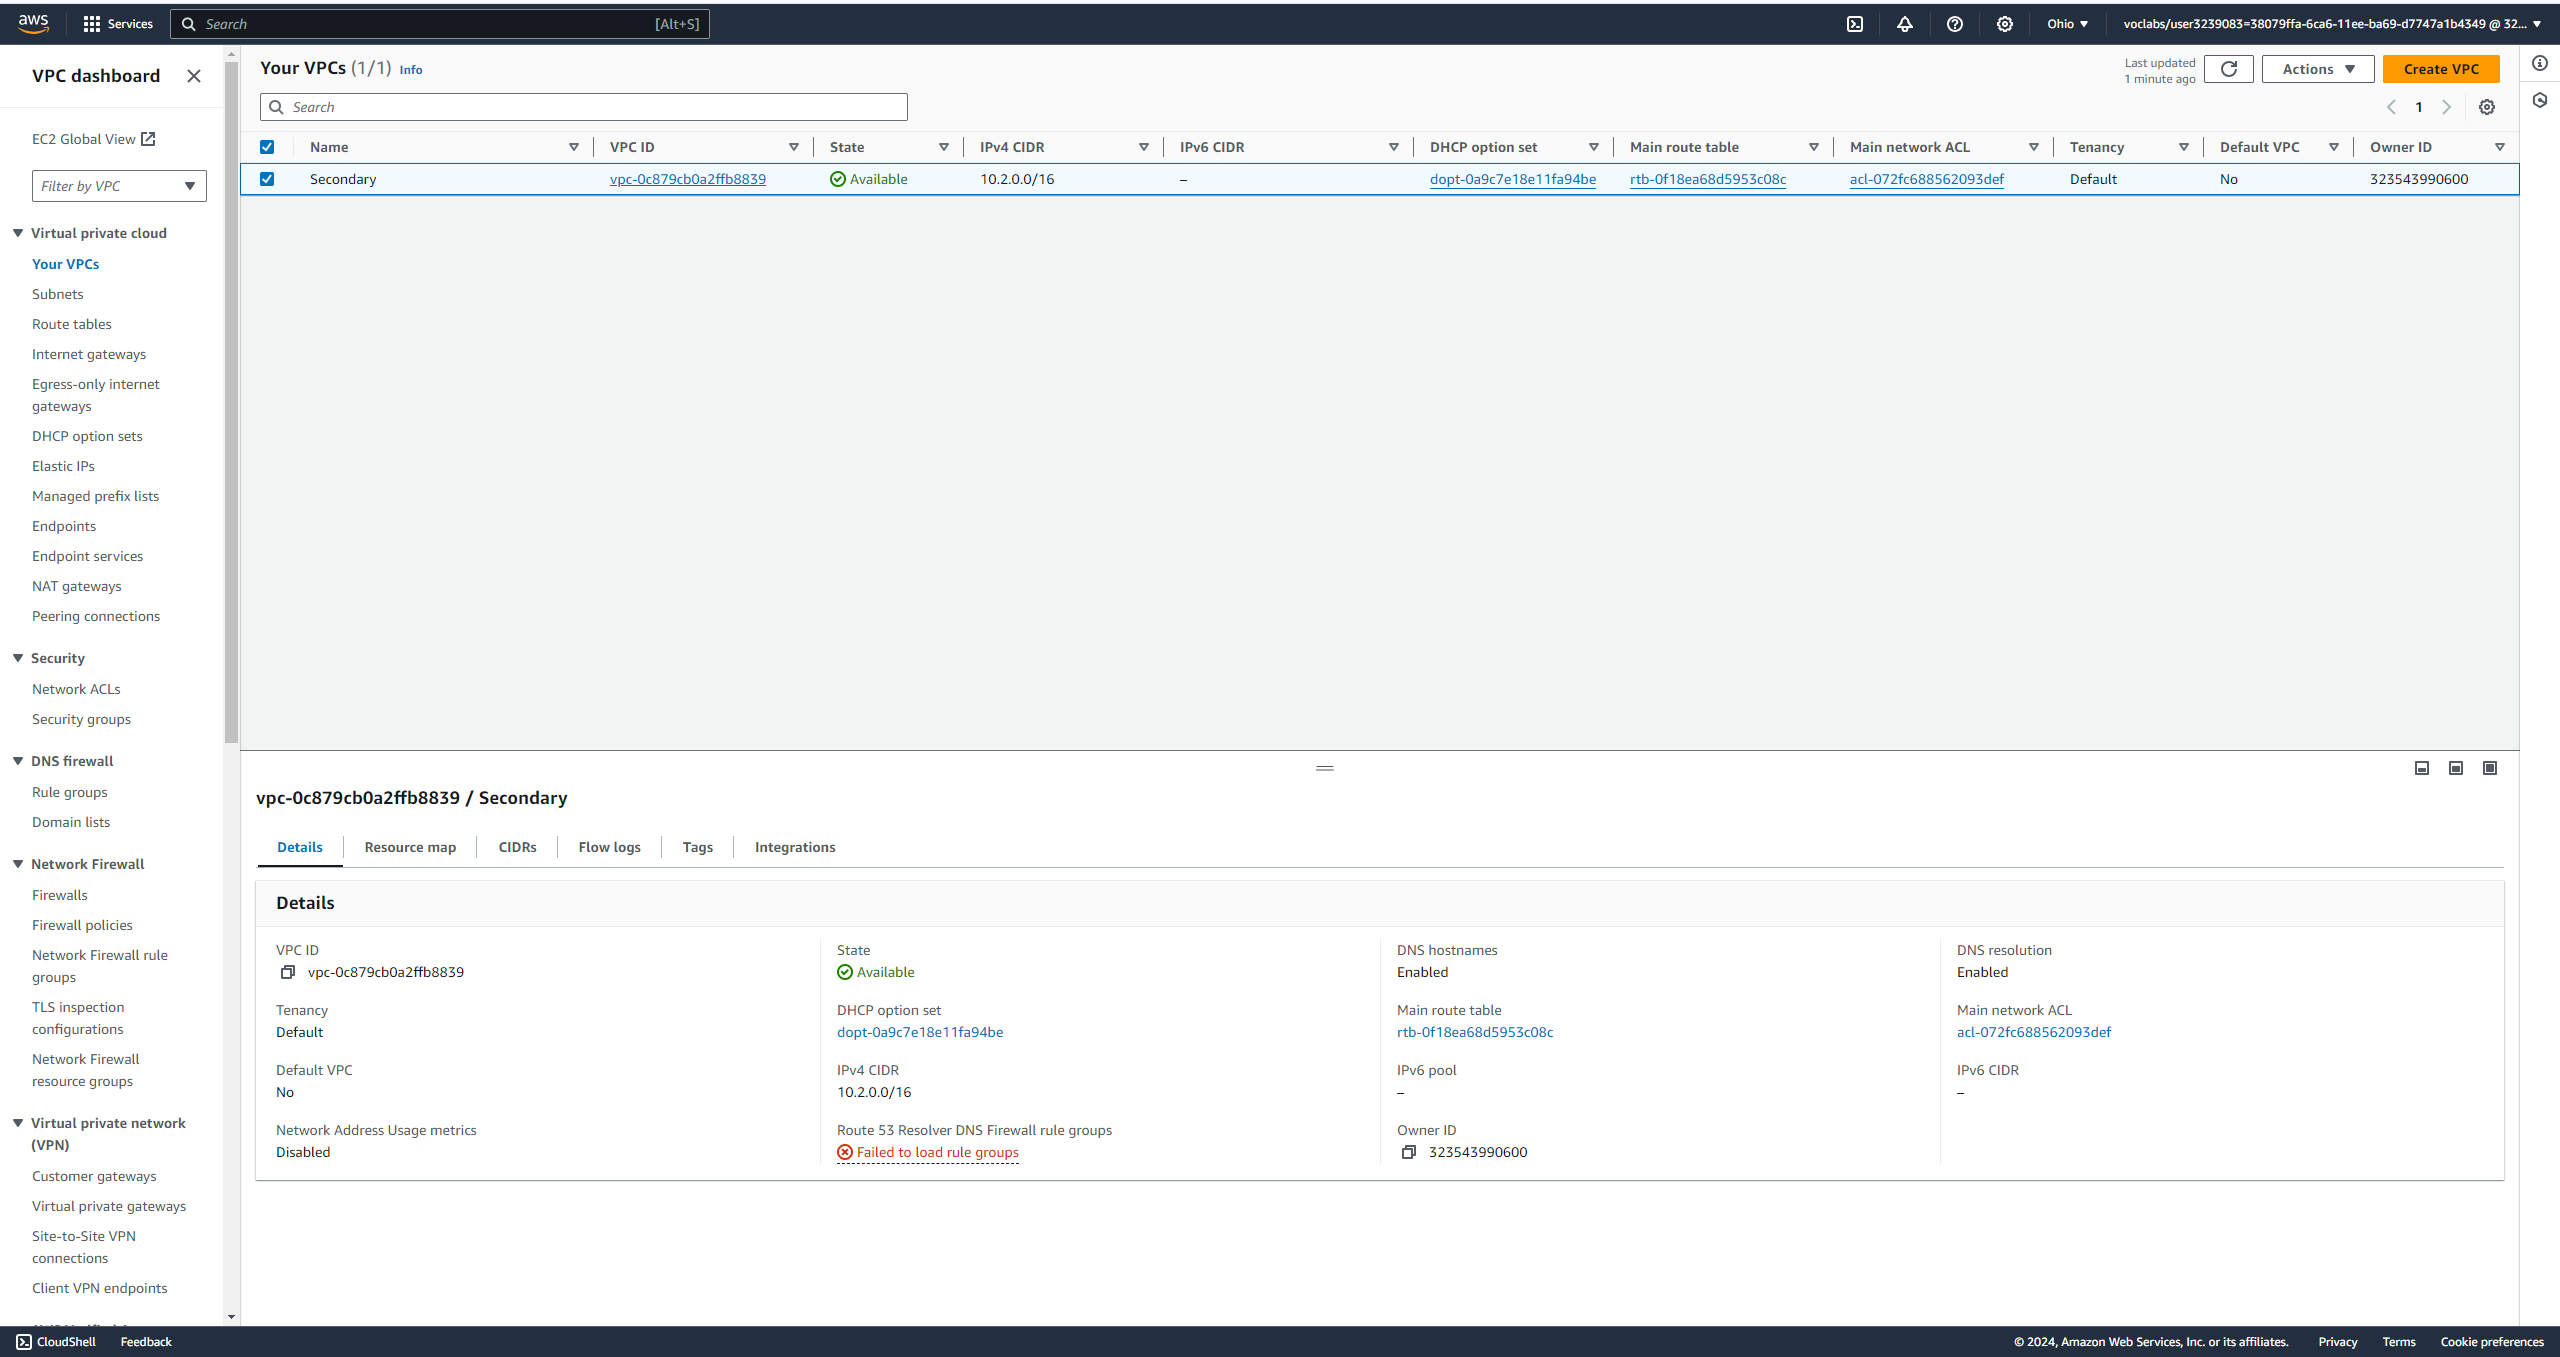 aws
Services
Search
[Alt+S]
Ohio
voclabs/user3239083=38079ffa-6ca6-11ee-ba69-d7747a1b4349 @ 32...
VPC dashboard
EC2 Global View
Filter by VPC
Virtual private cloud
Your VPCs
Subnets
Route tables
Internet gateways
Egress-only internet
gateways
DHCP option sets
Elastic IPs
Managed prefix lists
Endpoints
Endpoint services
NAT gateways
Peering connections
Security
Network ACLs
Security groups
DNS firewall
Rule groups
Domain lists
Network Firewall
Firewalls
Firewall policies
Network Firewall rule
groups
TLS inspection
configurations
Network Firewall
resource groups
Virtual private network
(VPN)
Customer gateways
Virtual private gateways
Site-to-Site VPN
connections
Client VPN endpoints
Your VPCs (1/1) Info
Last updated
1 minute ago
Actions
Create VPC
Search
1
Name VPC ID State IPv4 CIDR IPv6 CIDR DHCP option set Main route table Main network ACL Tenancy Default VPC Owner ID
Secondary vpc-0c879cb0a2ffb8839 Available 10.2.0.0/16 – dopt-0a9c7e18e11fa94be rtb-0f18ea68d5953c08c acl-072fc688562093def Default No 323543990600
vpc-0c879cb0a2ffb8839 / Secondary
Details Resource map CIDRs Flow logs Tags Integrations
Details
VPC ID
vpc-0c879cb0a2ffb8839
State
Available
DNS hostnames
Enabled
DNS resolution
Enabled
Tenancy
Default
DHCP option set
dopt-0a9c7e18e11fa94be
Main route table
rtb-0f18ea68d5953c08c
Main network ACL
acl-072fc688562093def
Default VPC
No
IPv4 CIDR
10.2.0.0/16
IPv6 pool
–
IPv6 CIDR
–
Network Address Usage metrics
Disabled
Route 53 Resolver DNS Firewall rule groups
Failed to load rule groups
Owner ID
323543990600
CloudShell
Feedback
© 2024, Amazon Web Services, Inc. or its affiliates.
Privacy
Terms
Cookie preferences